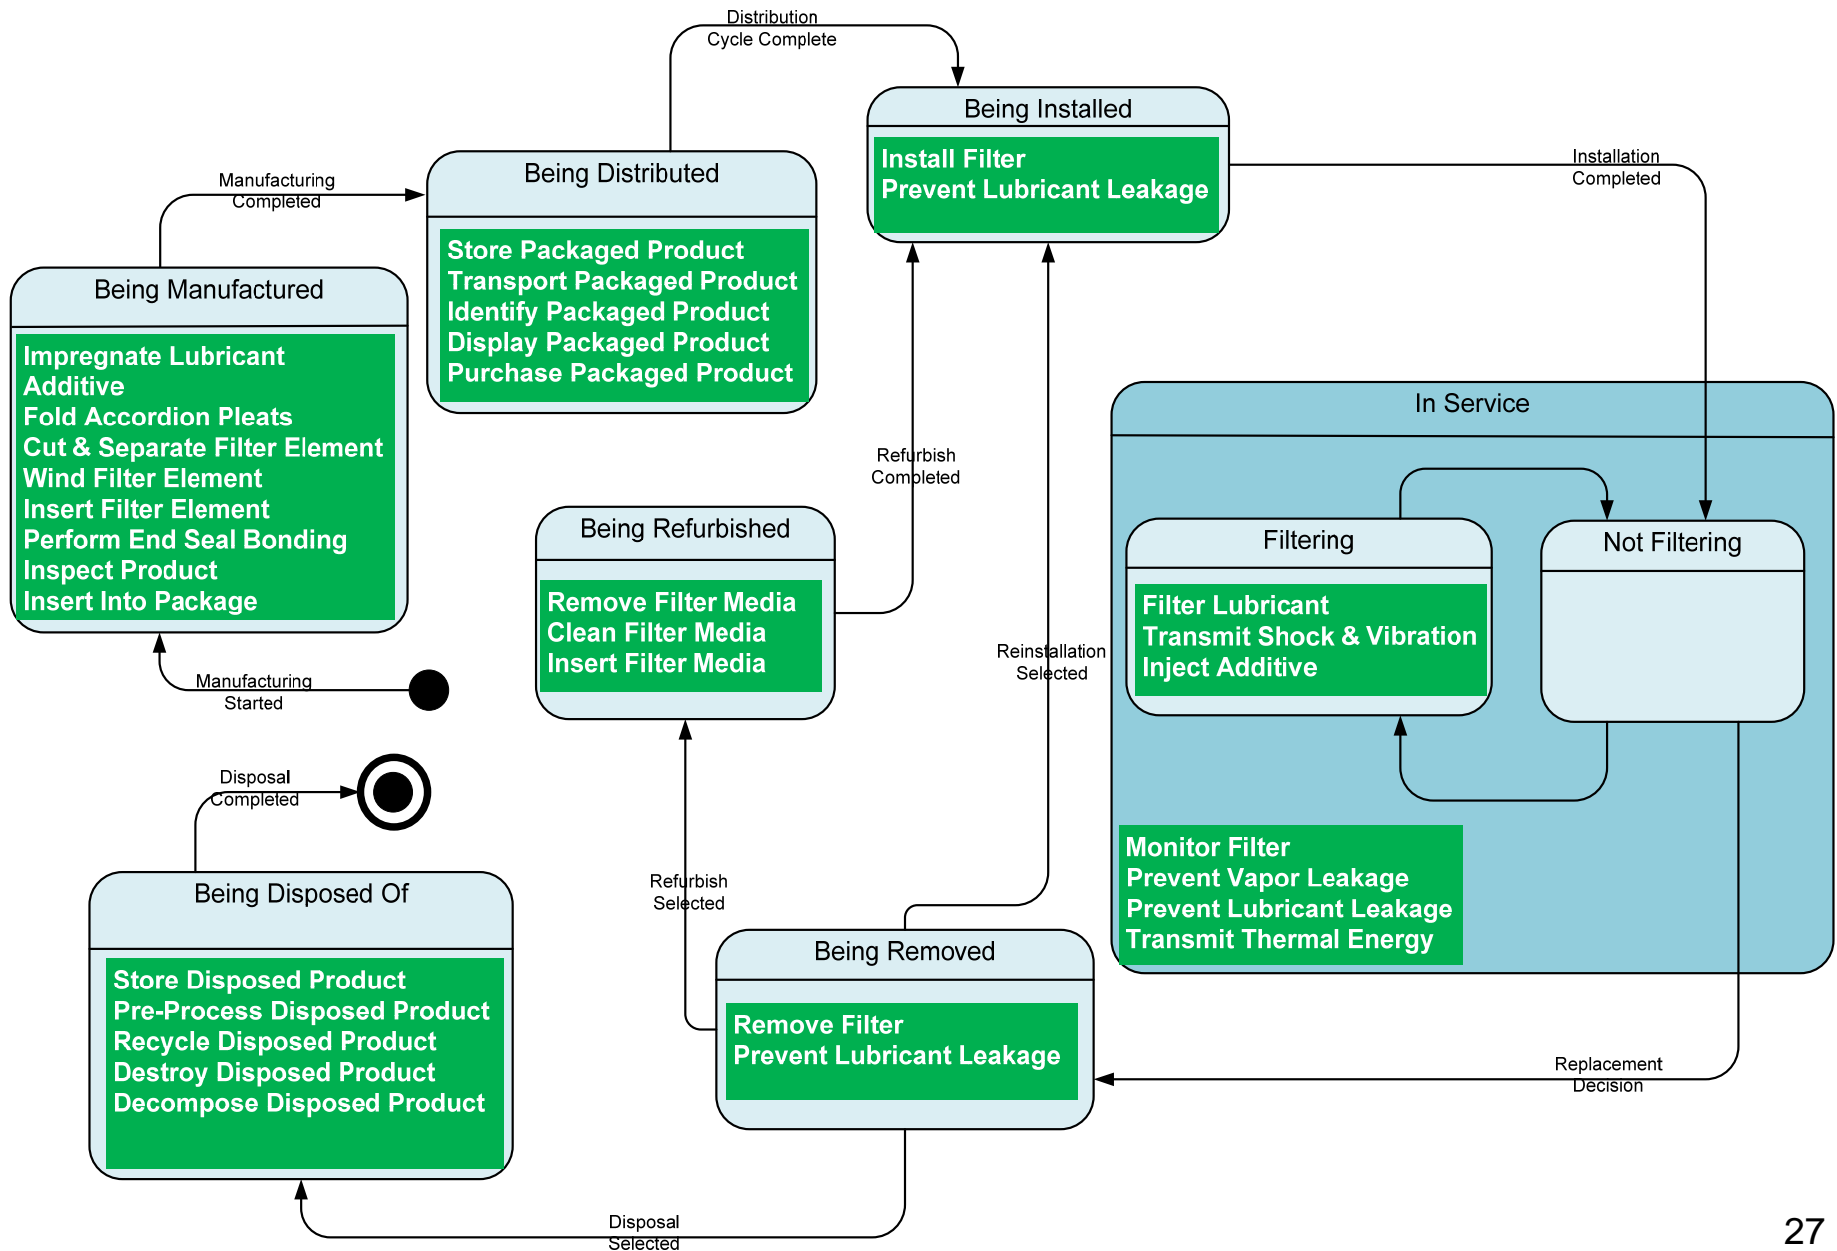 Distribution
Cycle Complete
Being Installed
Install Filter
Prevent Lubricant Leakage
Installation
Completed
Being Distributed
Store Packaged Product
Transport Packaged Product
Identify Packaged Product
Display Packaged Product
Purchase Packaged Product
Manufacturing
Completed
Being Manufactured
Impregnate Lubricant
Additive
Fold Accordion Pleats
Cut & Separate Filter Element
Wind Filter Element
Insert Filter Element
Perform End Seal Bonding
Inspect Product
Insert Into Package
Manufacturing
Started
Refurbish
Completed
Being Refurbished
Remove Filter Media
Clean Filter Media
Insert Filter Media
Reinstallation
Selected
In Service
Filtering
Filter Lubricant
Transmit Shock & Vibration
Inject Additive
Not Filtering
Monitor Filter
Prevent Vapor Leakage
Prevent Lubricant Leakage
Transmit Thermal Energy
Disposal
Completed
Being Disposed Of
Store Disposed Product
Pre-Process Disposed Product
Recycle Disposed Product
Destroy Disposed Product
Decompose Disposed Product
Refurbish
Selected
Being Removed
Remove Filter
Prevent Lubricant Leakage
Replacement
Decision
Disposal
Selected
27